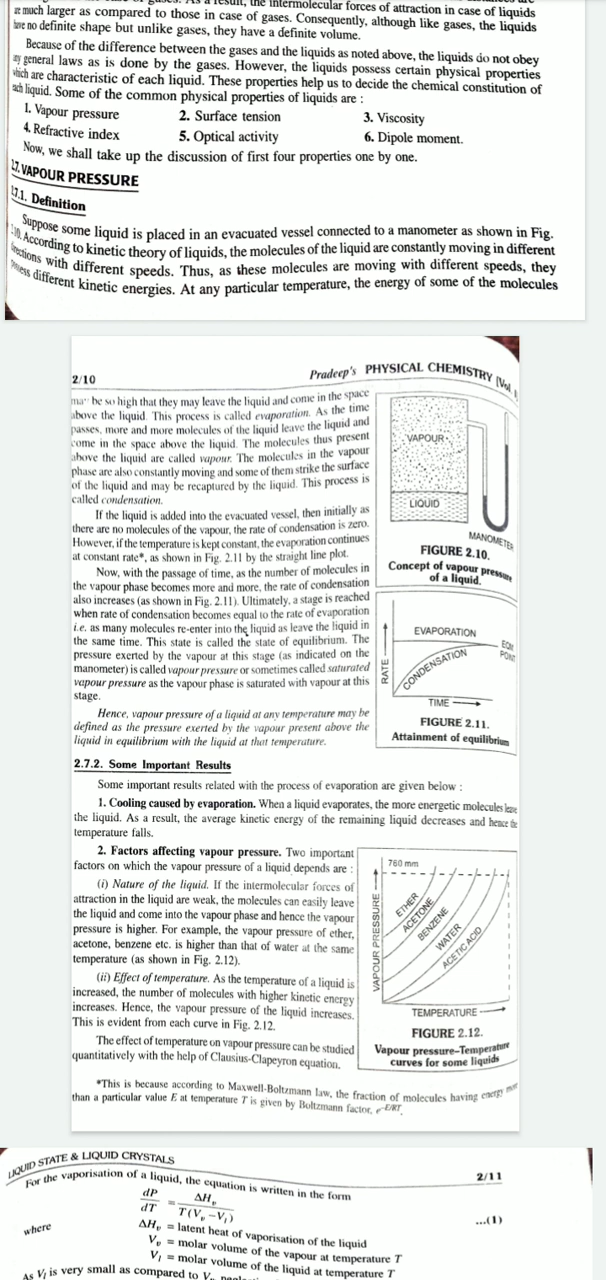 result, the intermolecular forces of attraction in case of liquids
are much larger as compared to those in case of gases. Consequently, although like gases, the liquids
have no definite shape but unlike gases, they have a definite volume.
Because of the difference between the gases and the liquids as noted above, the liquids do not obey
any general laws as is done by the gases. However, the liquids possess certain physical properties
which are characteristic of each liquid. These properties help us to decide the chemical constitution of
each liquid. Some of the common physical properties of liquids are :
1. Vapour pressure 2. Surface tension 3. Viscosity
4. Refractive index 5. Optical activity 6. Dipole moment.
Now, we shall take up the discussion of first four properties one by one.
2.7. VAPOUR PRESSURE
2.7.1. Definition
Suppose some liquid is placed in an evacuated vessel connected to a manometer as shown in Fig.
2.10. According to kinetic theory of liquids, the molecules of the liquid are constantly moving in different
directions with different speeds. Thus, as these molecules are moving with different speeds, they
possess different kinetic energies. At any particular temperature, the energy of some of the molecules
2/10 Pradeep's PHYSICAL CHEMISTRY [Vol. I
may be so high that they may leave the liquid and come in the space
above the liquid. This process is called evaporation. As the time
passes, more and more molecules of the liquid leave the liquid and
come in the space above the liquid. The molecules thus present
above the liquid are called vapour. The molecules in the vapour
phase are also constantly moving and some of them strike the surface
of the liquid and may be recaptured by the liquid. This process is
called condensation.
If the liquid is added into the evacuated vessel, then initially as
there are no molecules of the vapour, the rate of condensation is zero.
However, if the temperature is kept constant, the evaporation continues
at constant rate*, as shown in Fig. 2.11 by the straight line plot.
Now, with the passage of time, as the number of molecules in
the vapour phase becomes more and more, the rate of condensation
also increases (as shown in Fig. 2.11). Ultimately, a stage is reached
when rate of condensation becomes equal to the rate of evaporation
i.e. as many molecules re-enter into the liquid as leave the liquid in
the same time. This state is called the state of equilibrium. The
pressure exerted by the vapour at this stage (as indicated on the
manometer) is called vapour pressure or sometimes called saturated
vapour pressure as the vapour phase is saturated with vapour at this
stage.
Hence, vapour pressure of a liquid at any temperature may be
defined as the pressure exerted by the vapour present above the
liquid in equilibrium with the liquid at that temperature.
VAPOUR
LIQUID
MANOMETER
FIGURE 2.10.
Concept of vapour pressure
of a liquid.
EVAPORATION
EQM
POINT
CONDENSATION
RATE
TIME
FIGURE 2.11.
Attainment of equilibrium
2.7.2. Some Important Results
Some important results related with the process of evaporation are given below :
1. Cooling caused by evaporation. When a liquid evaporates, the more energetic molecules leave
the liquid. As a result, the average kinetic energy of the remaining liquid decreases and hence the
temperature falls.
2. Factors affecting vapour pressure. Two important
factors on which the vapour pressure of a liquid depends are :
(i) Nature of the liquid. If the intermolecular forces of
attraction in the liquid are weak, the molecules can easily leave
the liquid and come into the vapour phase and hence the vapour
pressure is higher. For example, the vapour pressure of ether,
acetone, benzene etc. is higher than that of water at the same
temperature (as shown in Fig. 2.12).
(ii) Effect of temperature. As the temperature of a liquid is
increased, the number of molecules with higher kinetic energy
increases. Hence, the vapour pressure of the liquid increases.
This is evident from each curve in Fig. 2.12.
The effect of temperature on vapour pressure can be studied
quantitatively with the help of Clausius-Clapeyron equation.
760 mm
ETHER
ACETONE
BENZENE
WATER
ACETIC ACID
VAPOUR PRESSURE
TEMPERATURE
FIGURE 2.12.
Vapour pressure–Temperature
curves for some liquids
*This is because according to Maxwell-Boltzmann law, the fraction of molecules having energy more
than a particular value E at temperature T is given by Boltzmann factor, e^-E/RT.
LIQUID STATE & LIQUID CRYSTALS 2/11
For the vaporisation of a liquid, the equation is written in the form
dP/dT = ΔH_v / T(V_v – V_l) ...(1)
where ΔH_v = latent heat of vaporisation of the liquid
V_v = molar volume of the vapour at temperature T
V_l = molar volume of the liquid at temperature T
As V_l is very small as compared to V_v